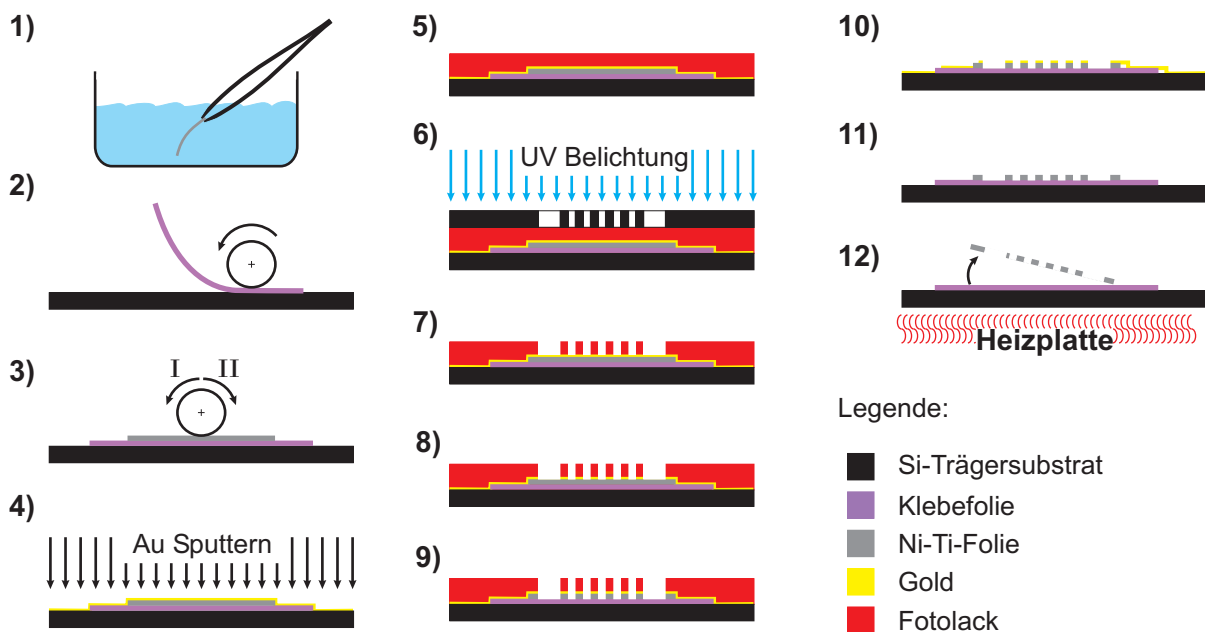 1)
2)
3)
I II
4)
Au Sputtern
5)
6)
UV Belichtung
7)
8)
9)
10)
11)
12)
Heizplatte
Legende:
Si-Trägersubstrat
Klebefolie
Ni-Ti-Folie
Gold
Fotolack